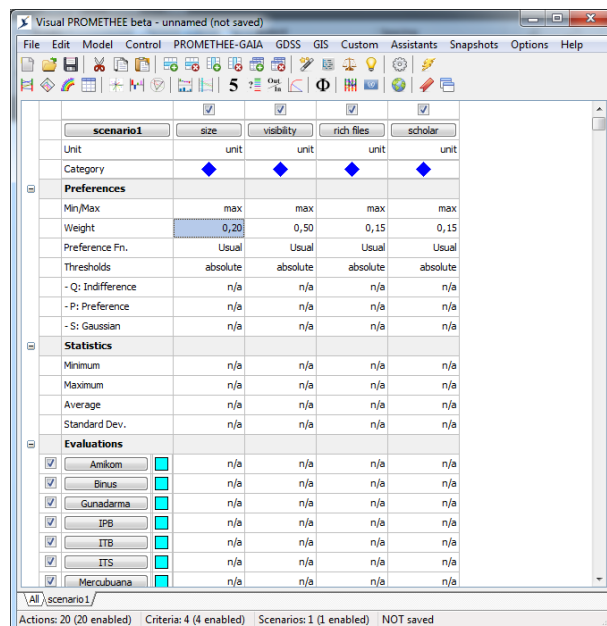 Visual PROMETHEE beta - unnamed (not saved)
File Edit Model Control PROMETHEE-GAIA GDSS GIS Custom Assistants Snapshots Options Help
5 ?  Out In Φ
scenario1 size visibility rich files scholar
Unit unit unit unit unit
Category
Preferences
Min/Max max max max max
Weight 0,20 0,50 0,15 0,15
Preference Fn. Usual Usual Usual Usual
Thresholds absolute absolute absolute absolute
- Q: Indifference n/a n/a n/a n/a
- P: Preference n/a n/a n/a n/a
- S: Gaussian n/a n/a n/a n/a
Statistics
Minimum n/a n/a n/a n/a
Maximum n/a n/a n/a n/a
Average n/a n/a n/a n/a
Standard Dev. n/a n/a n/a n/a
Evaluations
Amikom n/a n/a n/a n/a
Binus n/a n/a n/a n/a
Gunadarma n/a n/a n/a n/a
IPB n/a n/a n/a n/a
ITB n/a n/a n/a n/a
ITS n/a n/a n/a n/a
Mercubuana n/a n/a n/a n/a
All scenario1
Actions: 20 (20 enabled) Criteria: 4 (4 enabled) Scenarios: 1 (1 enabled) NOT saved